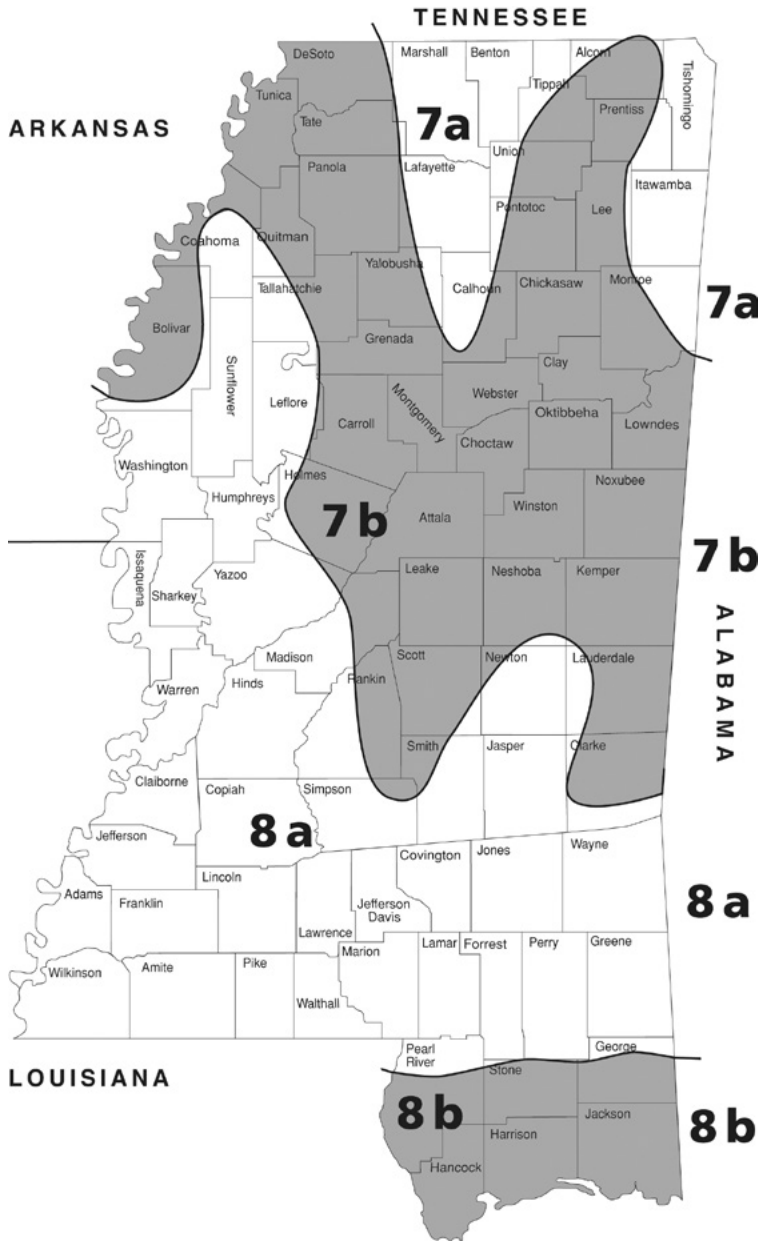 TENNESSEE
DeSoto
Marshall
Benton
Alcorn
Tippah
Tishomingo
Tunica
ARKANSAS
Tate
7a
Prentiss
Panola
Lafayette
Union
Itawamba
Pontotoc
Lee
Coahoma
Quitman
Yalobusha
Tallahatchie
Calhoun
Chickasaw
Monroe
7a
Bolivar
Grenada
Sunflower
Clay
Leflore
Webster
Montgomery
Carroll
Oktibbeha
Lowndes
Choctaw
Washington
Holmes
Humphreys
Noxubee
7b
Attala
Winston
7b
Issaquena
Sharkey
Yazoo
Leake
Neshoba
Kemper
ALABAMA
Madison
Scott
Newton
Lauderdale
Warren
Hinds
Rankin
Smith
Jasper
Clarke
Claiborne
Copiah
Simpson
8a
Jefferson
Covington
Jones
Wayne
Lincoln
Adams
Franklin
Jefferson
Davis
8a
Lawrence
Marion
Lamar
Forrest
Perry
Greene
Wilkinson
Amite
Pike
Walthall
Pearl
River
George
LOUISIANA
Stone
8b
Jackson
8b
Harrison
Hancock